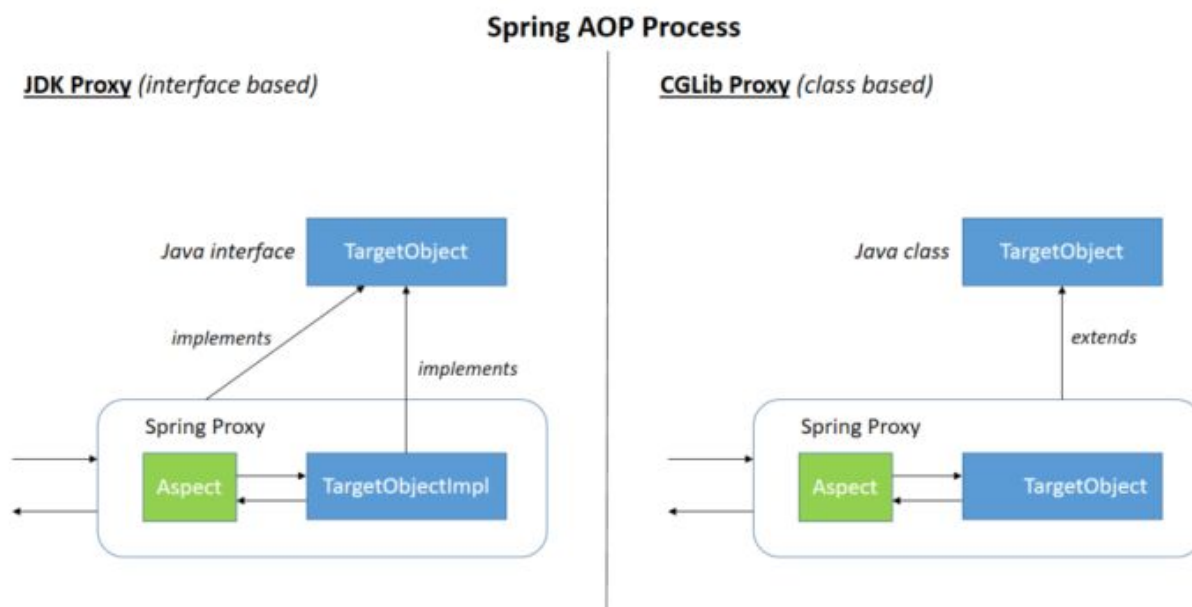 Spring AOP Process
JDK Proxy (interface based)
Java interface
TargetObject
implements
implements
Spring Proxy
Aspect
TargetObjectImpl
CGLib Proxy (class based)
Java class
TargetObject
extends
Spring Proxy
Aspect
TargetObject